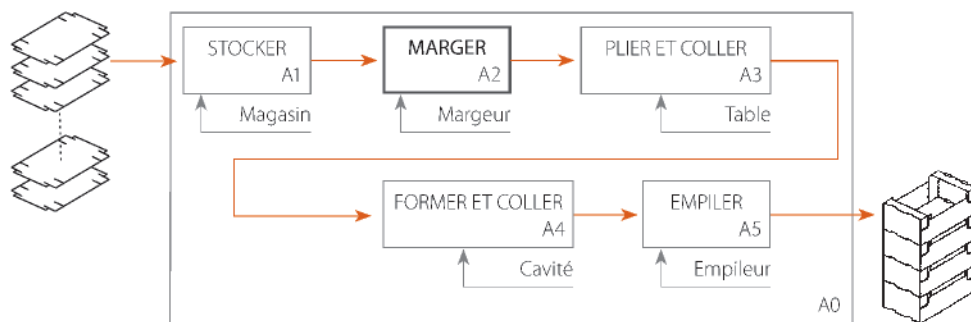 STOCKER
A1
Magasin
MARGER
A2
Margeur
PLIER ET COLLER
A3
Table
FORMER ET COLLER
A4
Cavité
EMPILER
A5
Empileur
A0